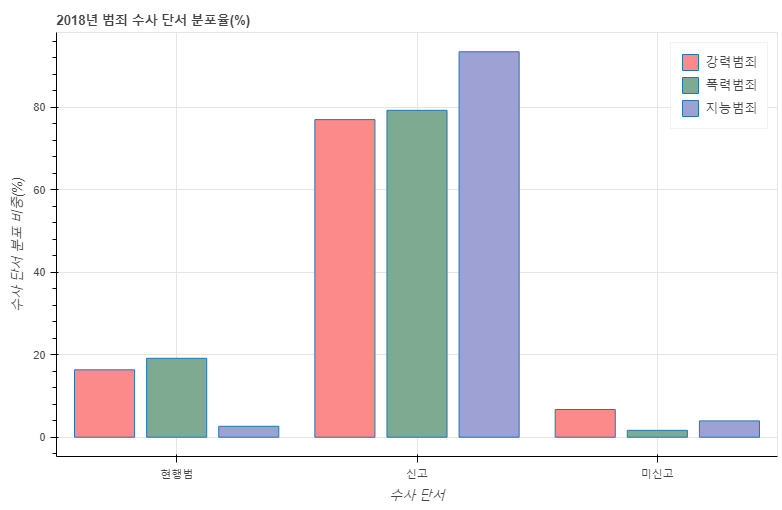 2018년 범죄 수사 단서 분포율(%)
강력범죄
폭력범죄
지능범죄
수사 단서 분포 비중(%)
80
60
40
20
0
현행범
신고
미신고
수사 단서